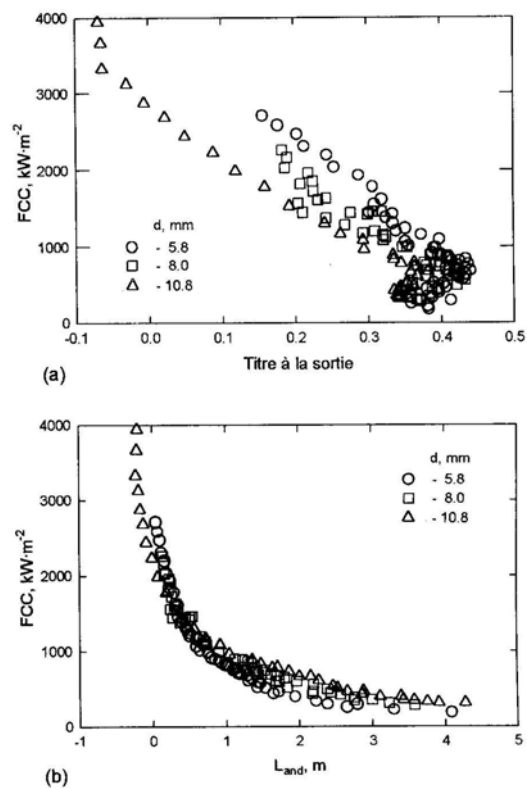 4000
3000
2000
1000
0
FCC, kW·m⁻²
d, mm
○ - 5.8
□ - 8.0
△ - 10.8
-0.1 0.0 0.1 0.2 0.3 0.4 0.5
Titre à la sortie
(a)
4000
3000
2000
1000
0
FCC, kW·m⁻²
d, mm
○ - 5.8
□ - 8.0
△ - 10.8
-1 0 1 2 3 4 5
L_and, m
(b)